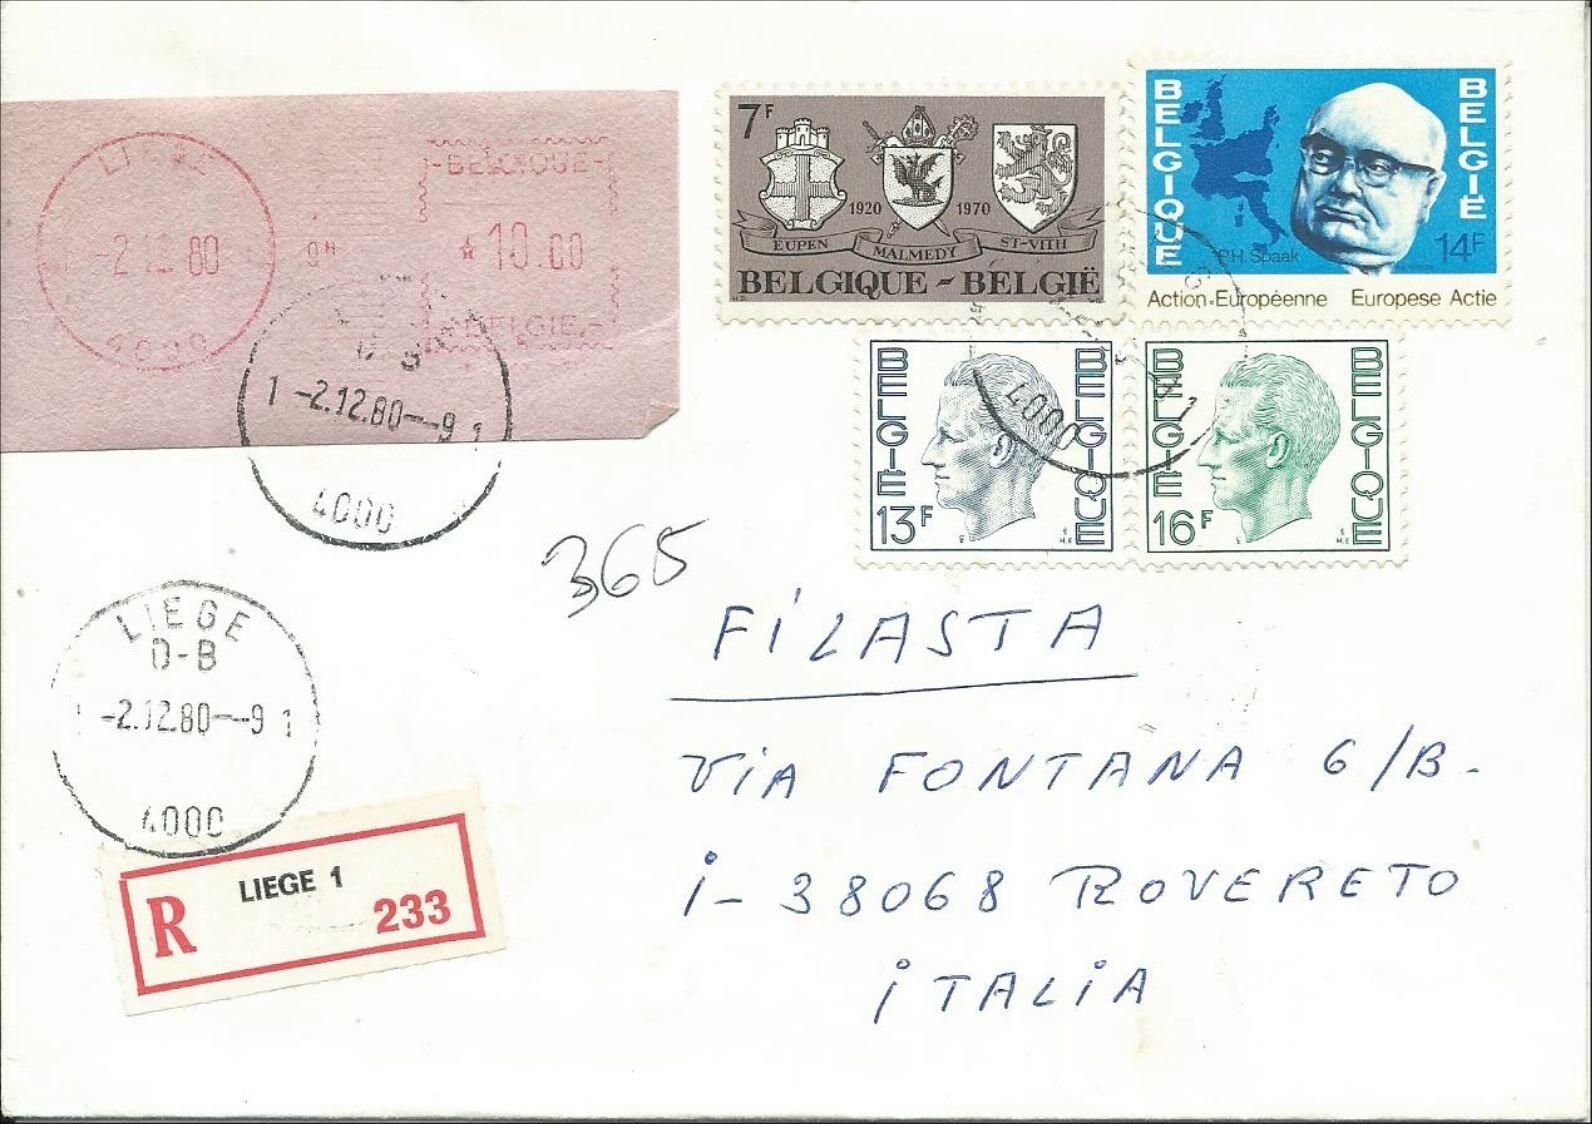 LIEGE
-2.12.80
9H
4000
-BELGIQUE-
* 10.00
-BELGIE-
7F
1920 1970
EUPEN MALMEDY ST-VITH
BELGIQUE - BELGIË
BELGIQUE
BELGIË
P.H. Spaak
14F
Action Européenne Europese Actie
BELGIË
BELGIQUE
13F
BELGIË
BELGIQUE
16F
4000
1 -2.12.80--9 1
4000
365
LIEGE
D-B
1 -2.12.80--9 1
4000
R
LIEGE 1
233
FiLASTA
ViA FONTANA 6/B.
i-38068 ROVERETO
iTALiA